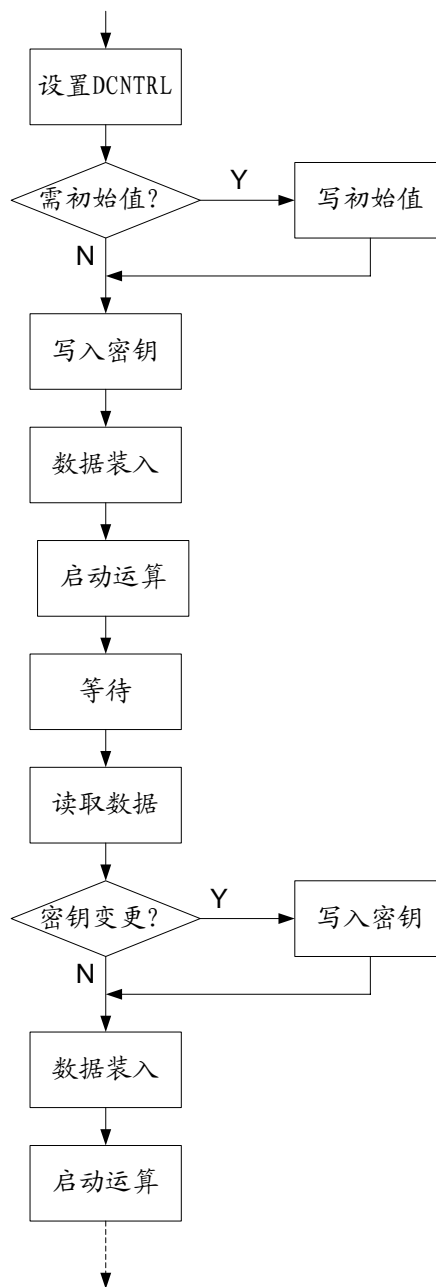 设置DCNTRL
需初始值?
Y
写初始值
N
写入密钥
数据装入
启动运算
等待
读取数据
密钥变更?
Y
写入密钥
N
数据装入
启动运算